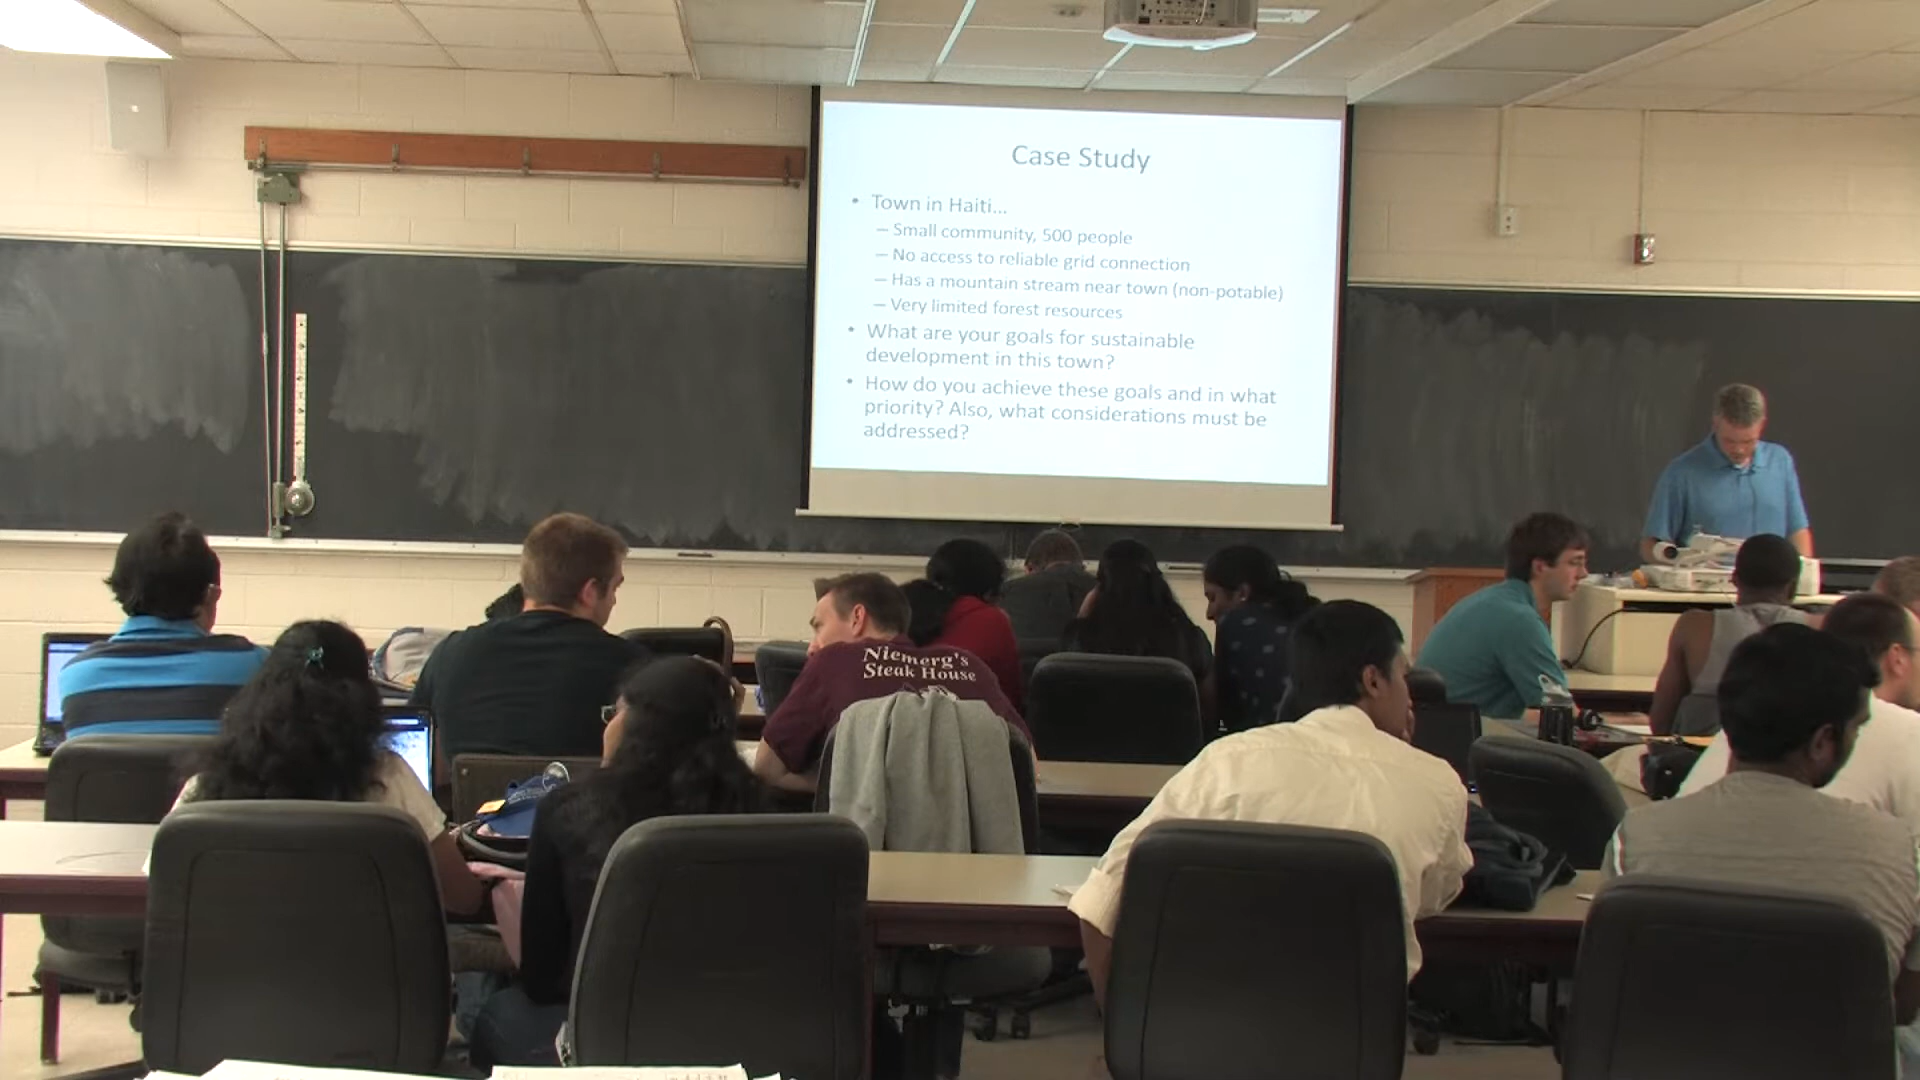 Case Study
• Town in Haiti...
– Small community, 500 people
– No access to reliable grid connection
– Has a mountain stream near town (non-potable)
– Very limited forest resources
• What are your goals for sustainable
development in this town?
• How do you achieve these goals and in what
priority? Also, what considerations must be
addressed?
Niemerg's
Steak House